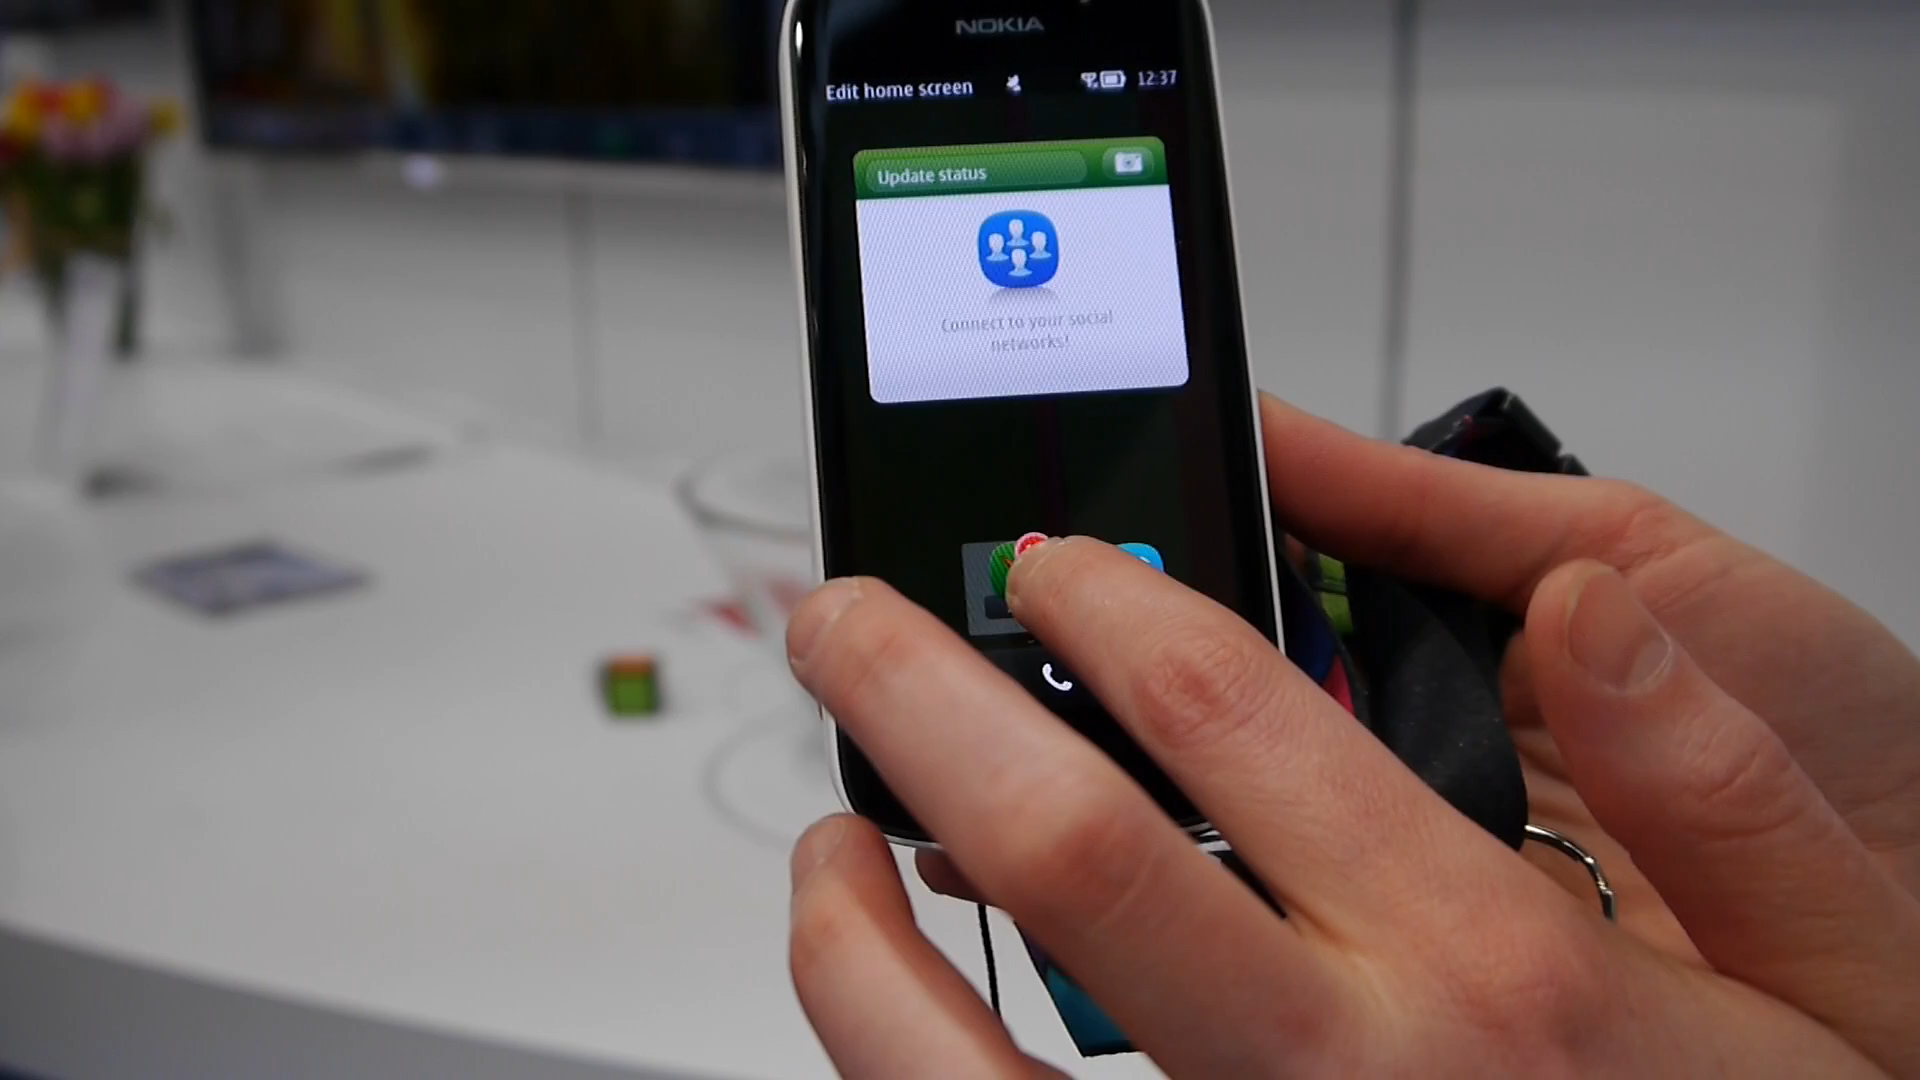 NOKIA
Edit home screen
12:37
Update status
Connect to your social
networks!